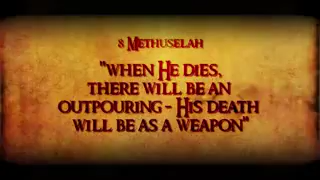 8 Methuselah
"when He dies,
there will be an
outpouring - His death
will be as a weapon"